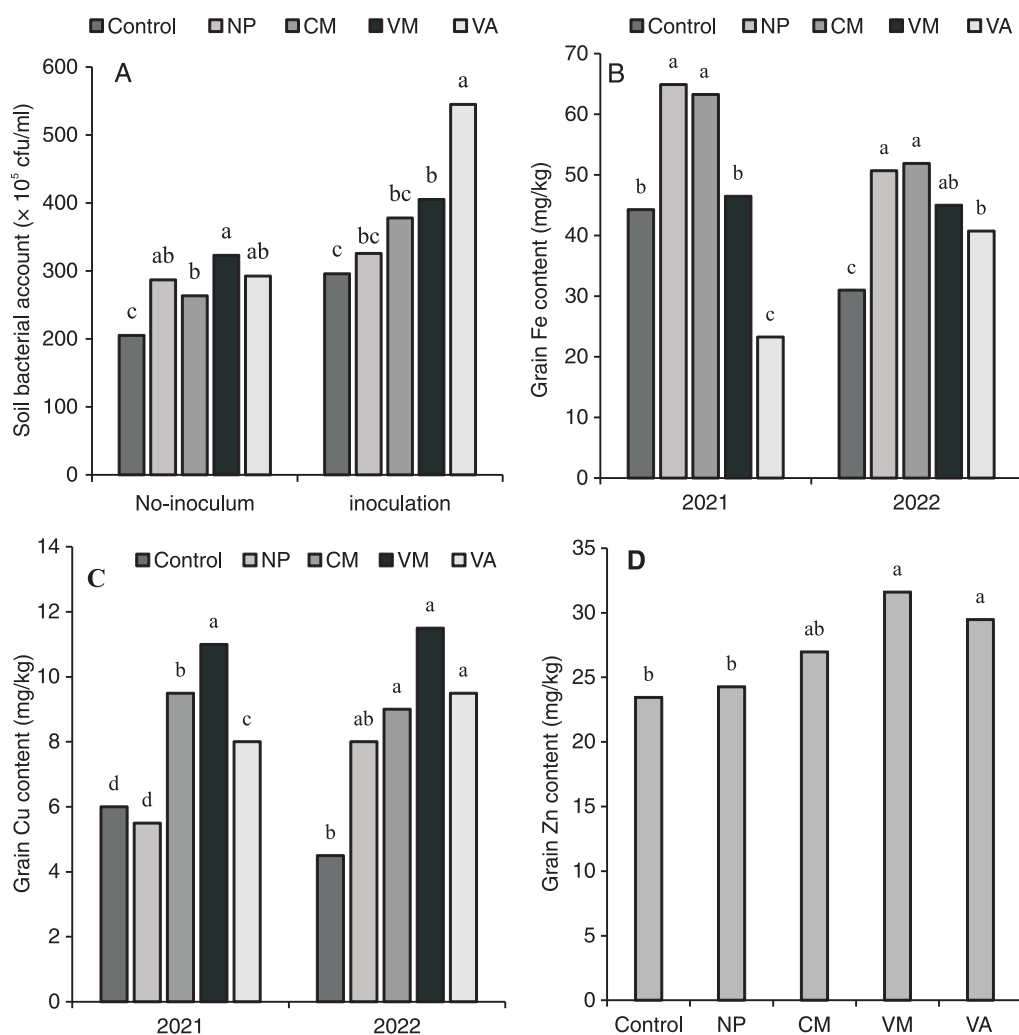 Control NP CM VM VA
A
Soil bacterial account (× 10⁵ cfu/ml)
600
500
400
300
200
100
0
c ab b a ab
c bc bc b a
No-inoculum inoculation
Control NP CM VM VA
B
Grain Fe content (mg/kg)
70
60
50
40
30
20
10
0
b a a b c
c a a ab b
2021 2022
Control NP CM VM VA
C
Grain Cu content (mg/kg)
14
12
10
8
6
4
2
0
d d b a c
b ab a a a
2021 2022
D
Grain Zn content (mg/kg)
35
30
25
20
15
10
5
0
b b ab a a
Control NP CM VM VA